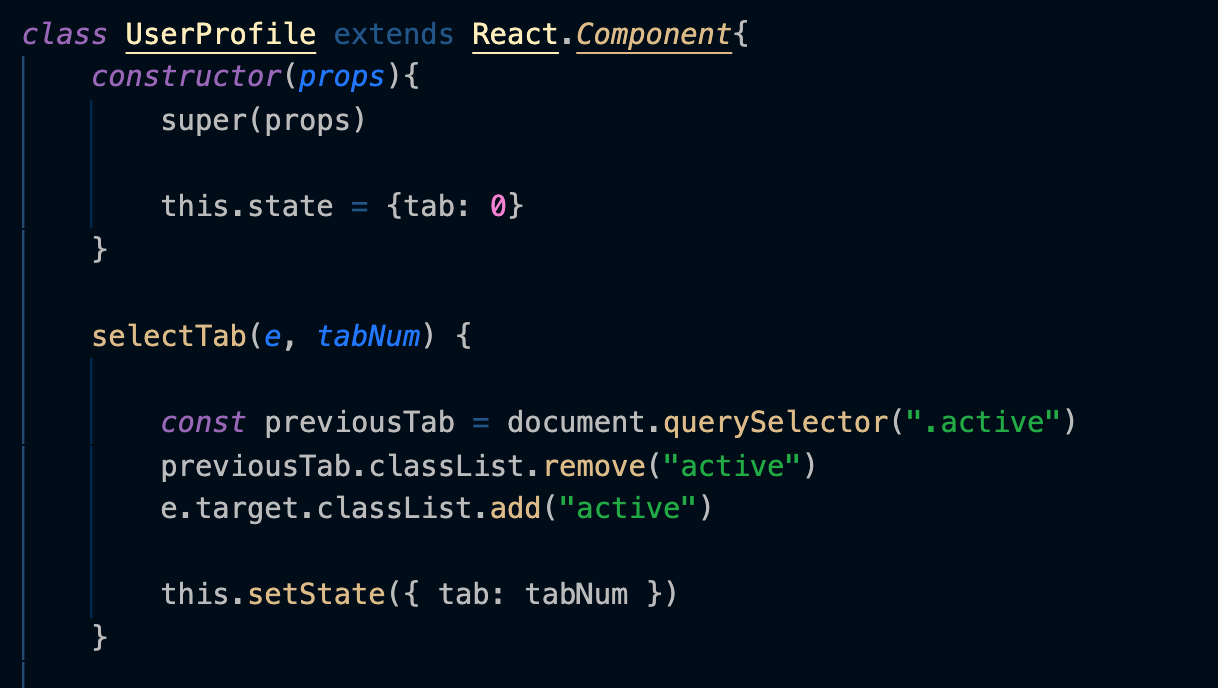 class UserProfile extends React.Component{
constructor(props){
super(props)
this.state = {tab: 0}
}
selectTab(e, tabNum) {
const previousTab = document.querySelector(".active")
previousTab.classList.remove("active")
e.target.classList.add("active")
this.setState({ tab: tabNum })
}